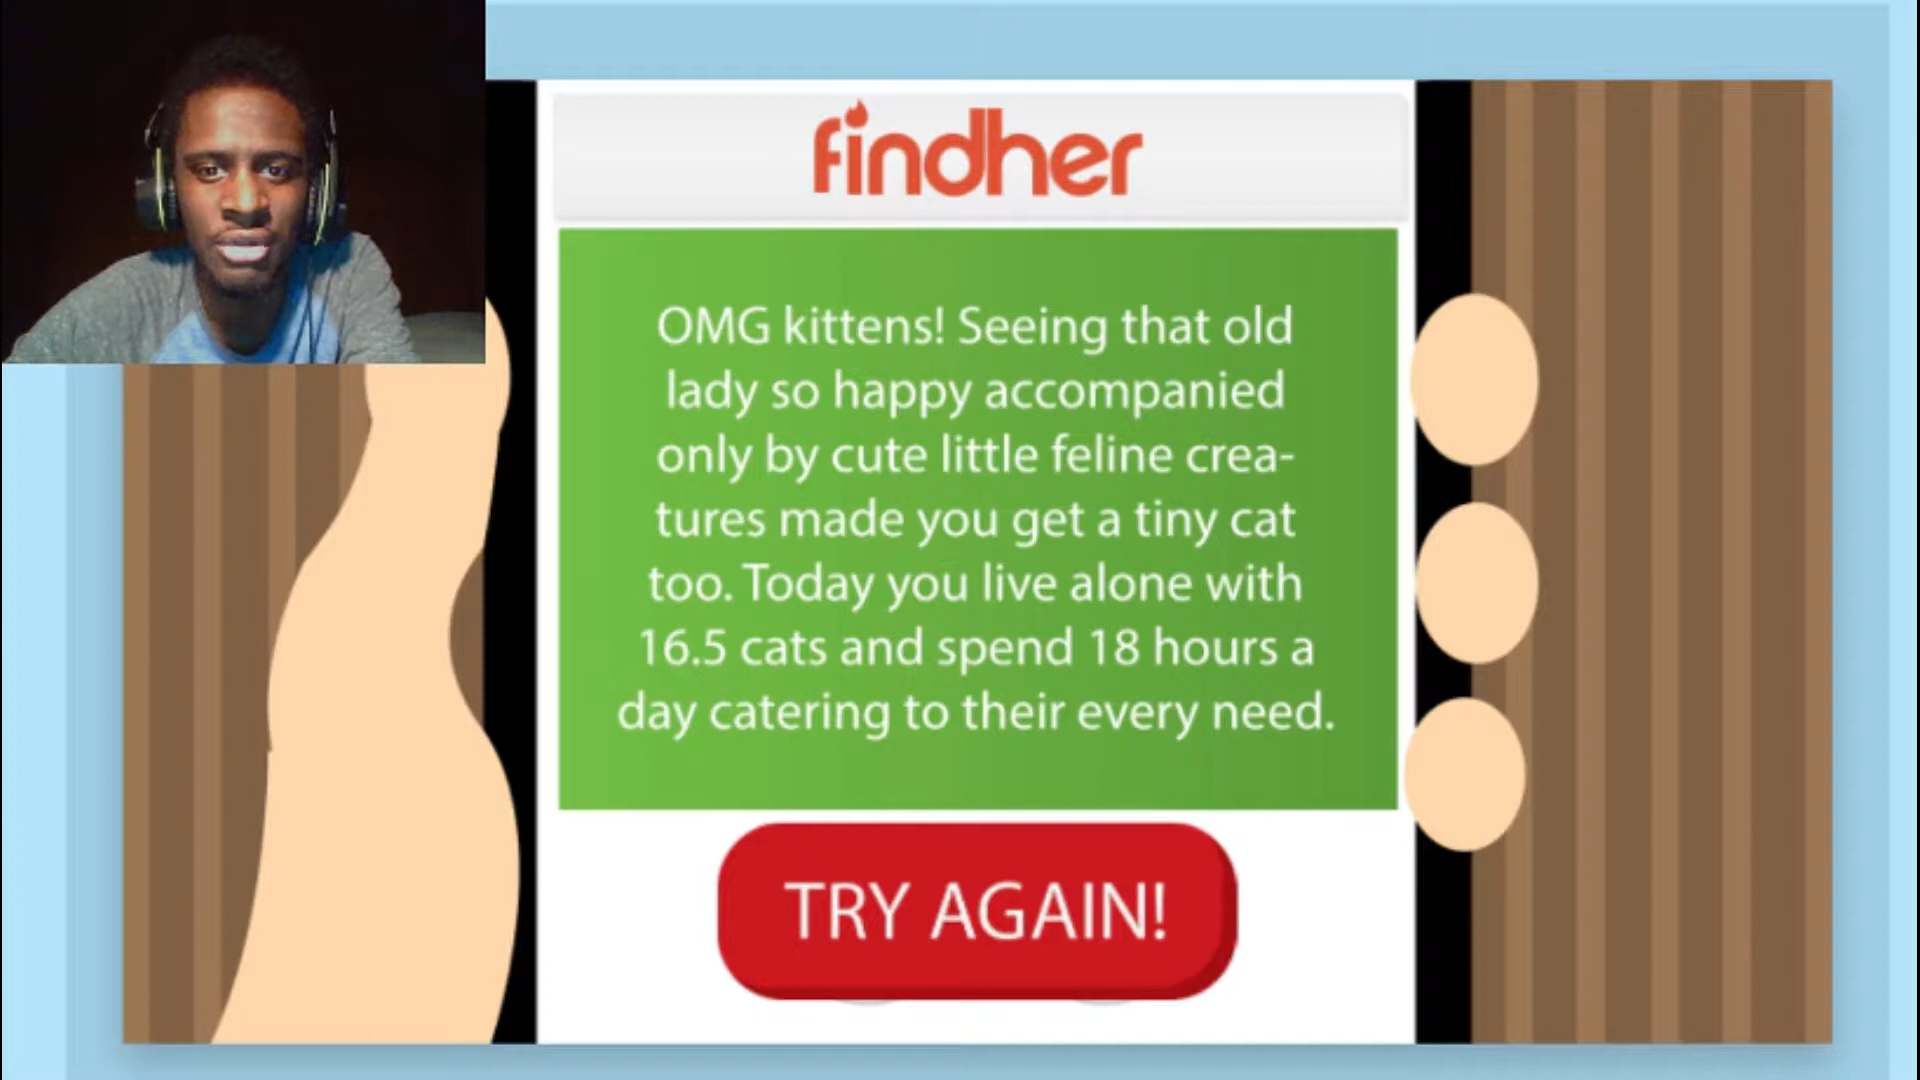 findher
OMG kittens! Seeing that old
lady so happy accompanied
only by cute little feline crea-
tures made you get a tiny cat
too. Today you live alone with
16.5 cats and spend 18 hours a
day catering to their every need.
TRY AGAIN!